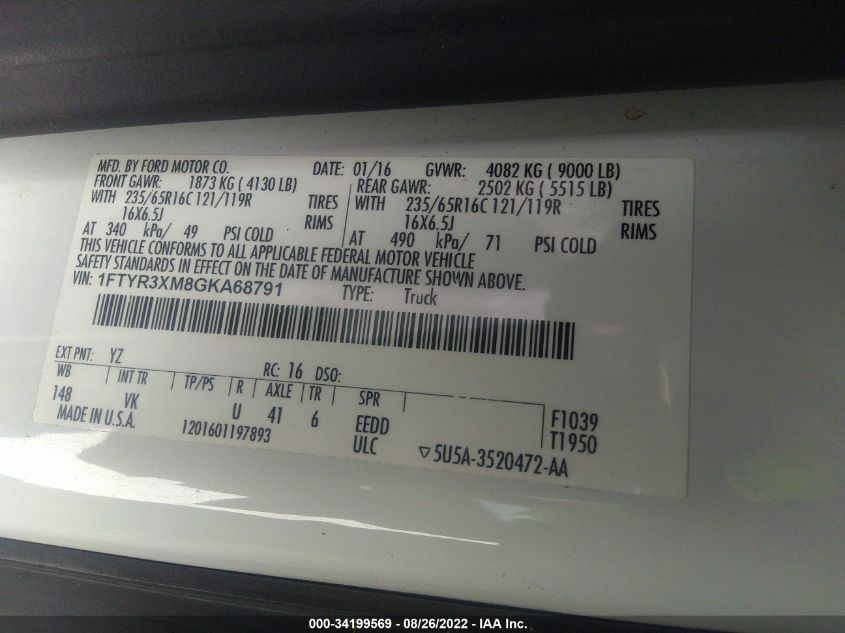 MFD. BY FORD MOTOR CO. DATE: 01/16 GVWR: 4082 KG ( 9000 LB)
FRONT GAWR: 1873 KG ( 4130 LB) REAR GAWR: 2502 KG ( 5515 LB)
WITH 235/65R16C 121/119R TIRES WITH 235/65R16C 121/119R TIRES
16X6.5J RIMS 16X6.5J RIMS
AT 340 kPa/ 49 PSI COLD AT 490 kPa/ 71 PSI COLD
THIS VEHICLE CONFORMS TO ALL APPLICABLE FEDERAL MOTOR VEHICLE
SAFETY STANDARDS IN EFFECT ON THE DATE OF MANUFACTURE SHOWN ABOVE.
VIN: 1FTYR3XM8GKA68791 TYPE: Truck
EXT PNT: YZ RC: 16 DSO:
WB INT TR TP/PS R AXLE TR SPR
148 VK U 41 6 EEDD F1039
MADE IN U.S.A. 1201601197893 ULC ▽5U5A-3520472-AA T1950
000-34199569 - 08/26/2022 - IAA Inc.